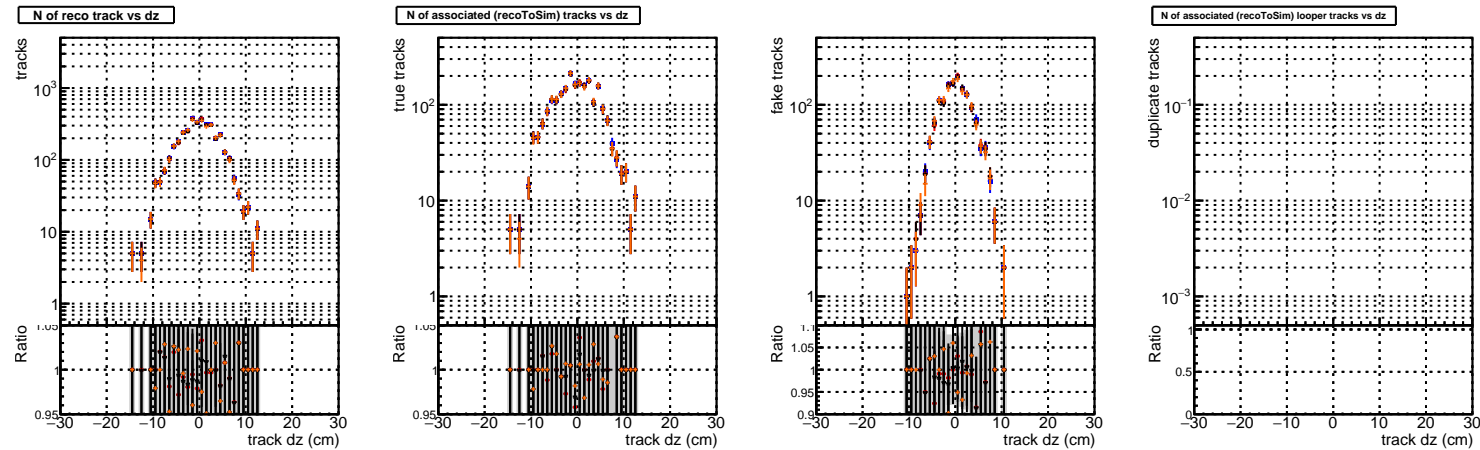 N of reco track vs dz
tracks
10³
10²
10
1
Ratio
1.05
1
0.95
−30 −20 −10 0 10 20 30
track dz (cm)
N of associated (recoToSim) tracks vs dz
true tracks
10²
10
1
Ratio
1.05
1
0.95
−30 −20 −10 0 10 20 30
track dz (cm)
fake tracks
10²
10
1
Ratio
1.1
1.05
1
0.95
0.9
−30 −20 −10 0 10 20 30
track dz (cm)
N of associated (recoToSim) looper tracks vs dz
duplicate tracks
10⁻¹
10⁻²
10⁻³
Ratio
1
0.5
0
−30 −20 −10 0 10 20 30
track dz (cm)